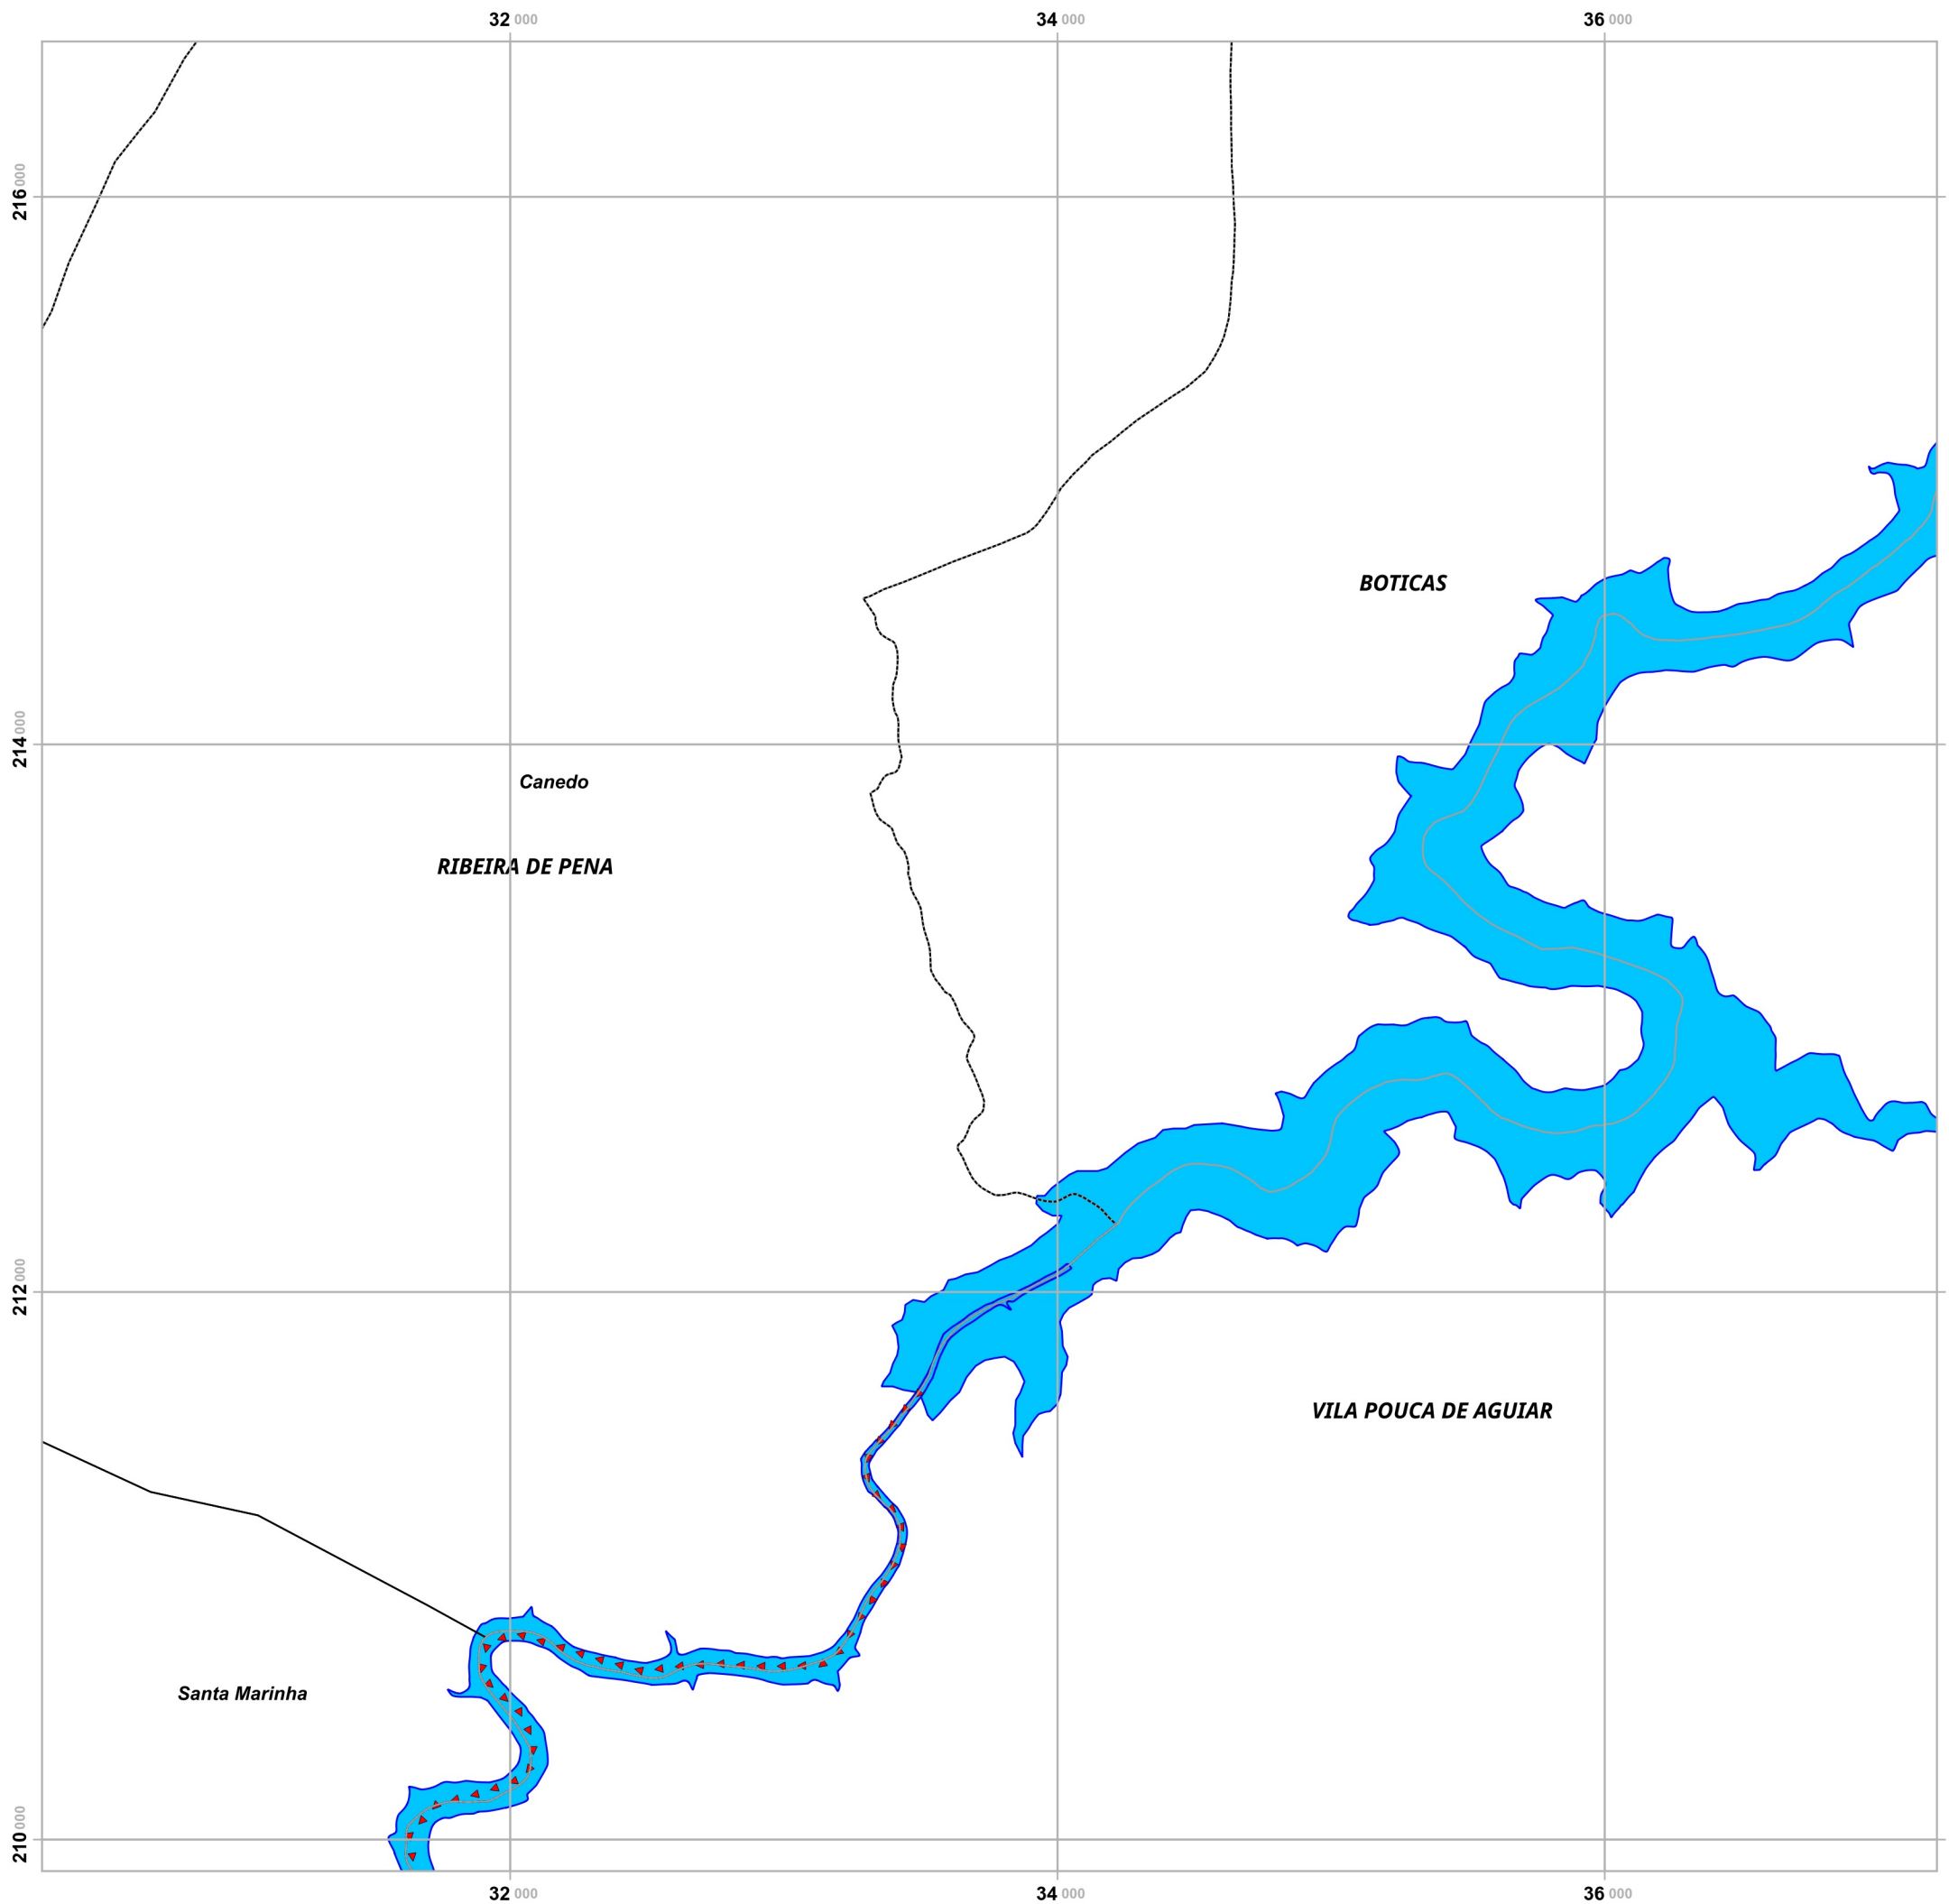 32 000
34 000
36 000
216 000
BOTICAS
214 000
Canedo
RIBEIRA DE PENA
212 000
VILA POUCA DE AGUIAR
Santa Marinha
210 000
32 000
34 000
36 000